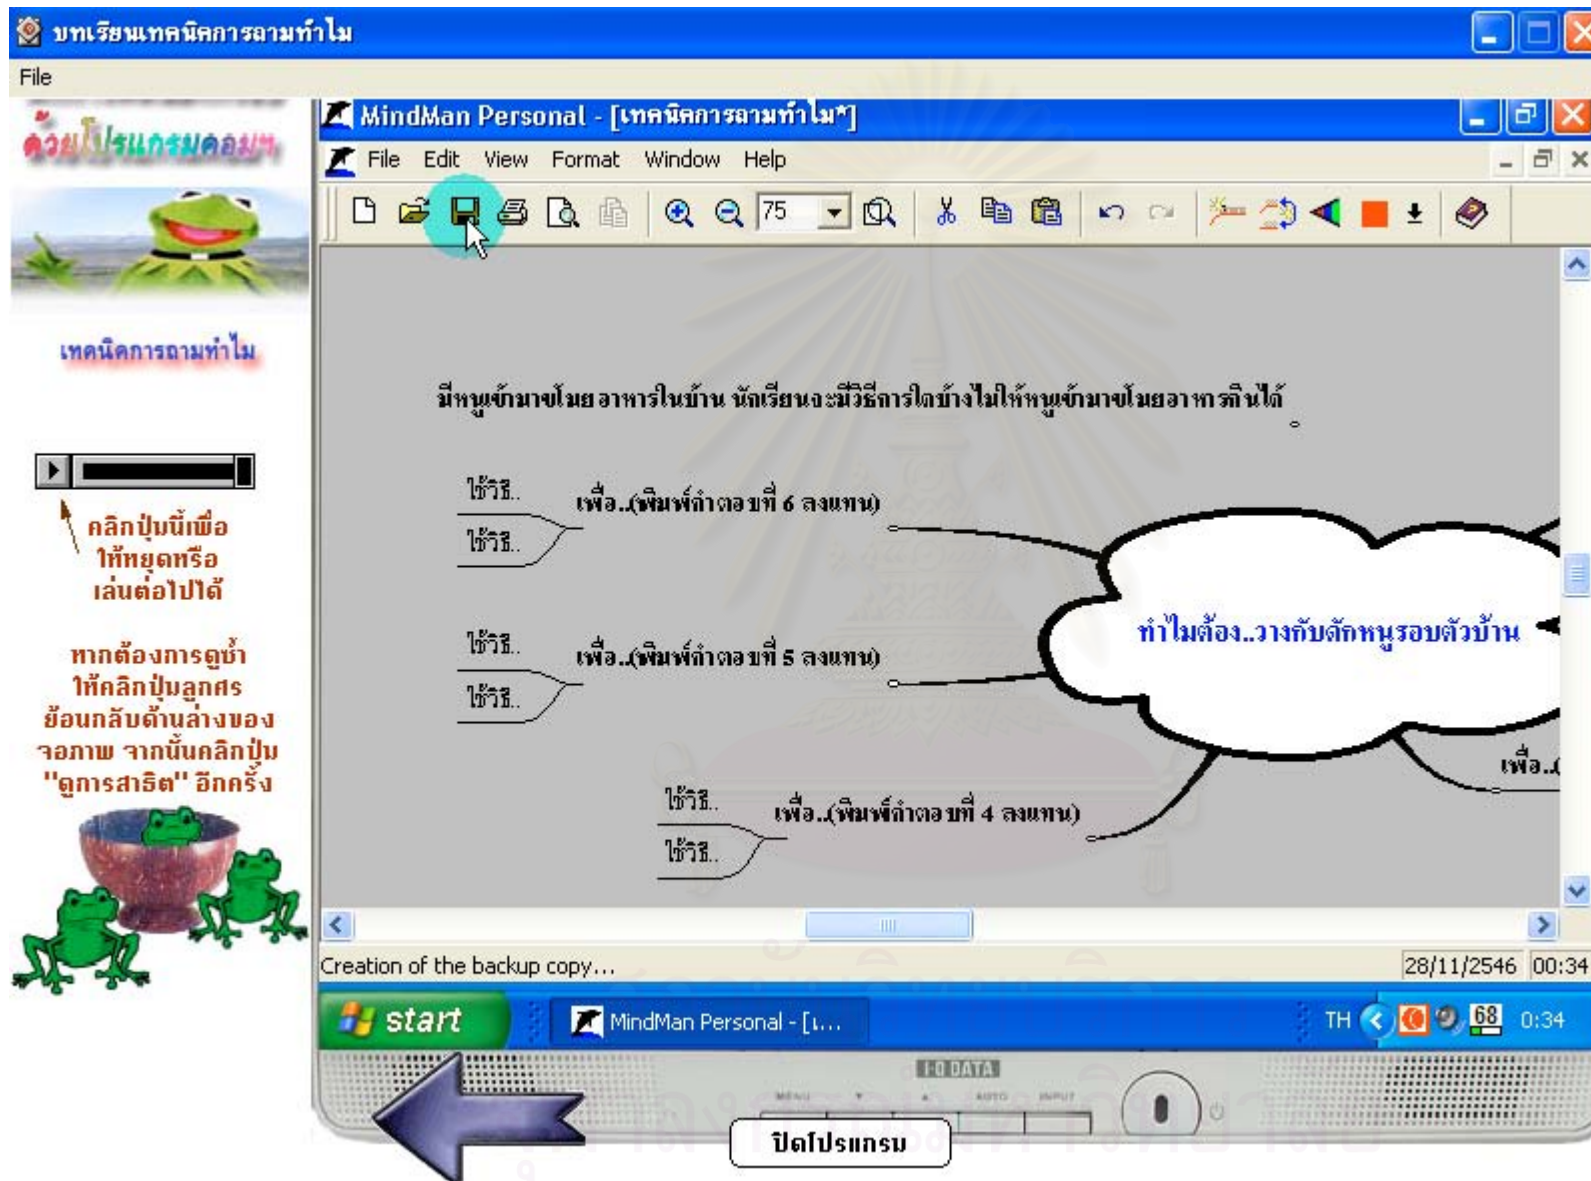 บทเรียนเทคนิคการถามทำไม
File
ด้วยโปรแกรมคอมฯ
เทคนิคการถามทำไม
คลิกปุ่มนี้เพื่อ
ให้หยุดหรือ
เล่นต่อไปได้
หากต้องการดูซ้ำ
ให้คลิกปุ่มลูกศร
ย้อนกลับด้านล่างของ
จอภาพ จากนั้นคลิกปุ่ม
"ดูการสาธิต" อีกครั้ง
MindMan Personal - [เทคนิคการถามทำไม*]
File Edit View Format Window Help
75
มีหนูเข้ามาขโมยอาหารในบ้าน นักเรียนจะมีวิธีการใดบ้างไม่ให้หนูเข้ามาขโมยอาหารกินได้
ใช้วิธี..
เพื่อ..(พิมพ์คำตอบที่ 6 ลงแทน)
ใช้วิธี..
ทำไมต้อง..วางกับดักหนูรอบตัวบ้าน
ใช้วิธี..
เพื่อ..(พิมพ์คำตอบที่ 5 ลงแทน)
ใช้วิธี..
เพื่อ..(
ใช้วิธี..
เพื่อ..(พิมพ์คำตอบที่ 4 ลงแทน)
ใช้วิธี..
Creation of the backup copy...
28/11/2546 00:34
start
MindMan Personal - [เ...
TH 68 0:34
I-O DATA
MENU AUTO INPUT
ปิดโปรแกรม